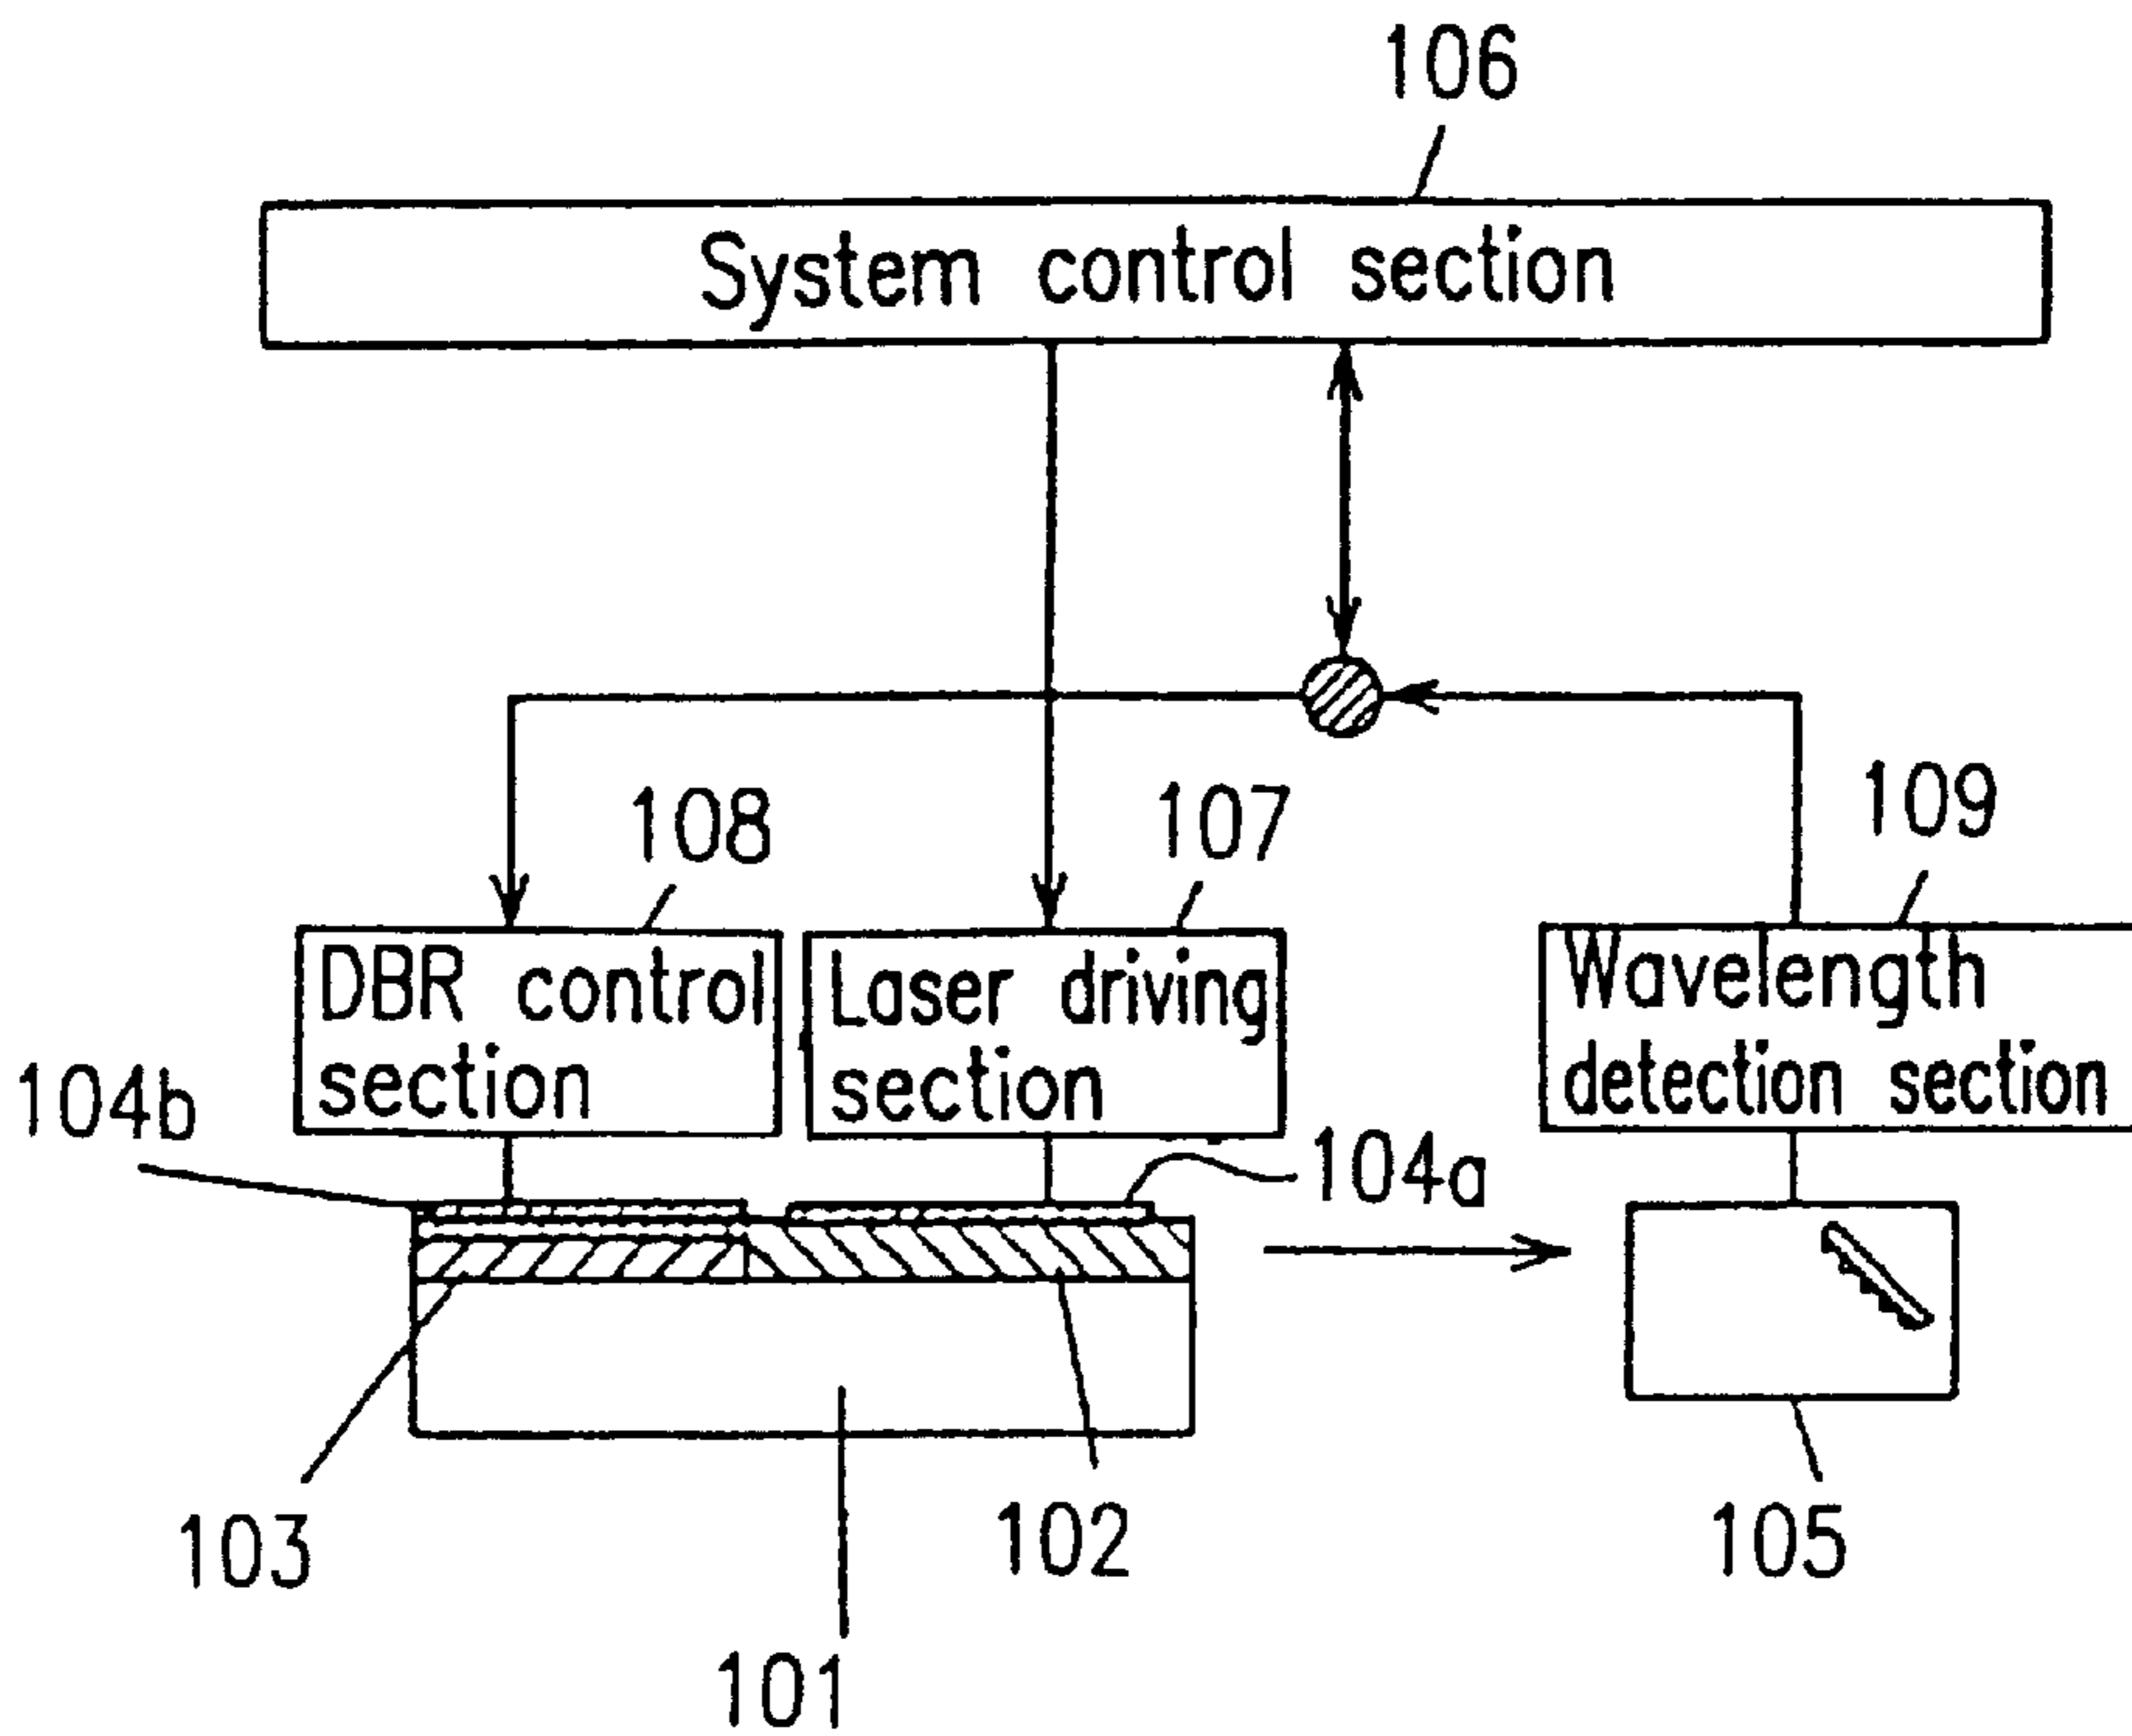 106
System control section
108
107
109
DBR control
section
Laser driving
section
Wavelength
detection section
104b
104a
103
102
105
101